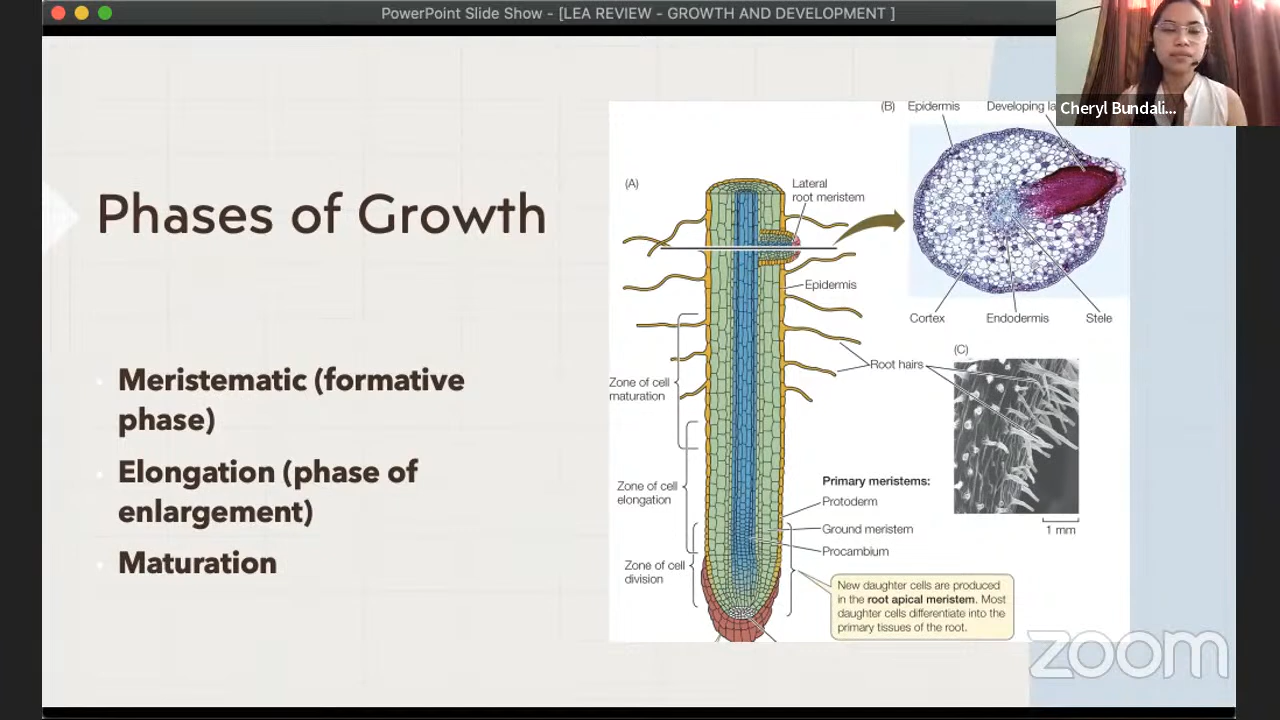 PowerPoint Slide Show - [LEA REVIEW - GROWTH AND DEVELOPMENT ]
Cheryl Bundali...
Phases of Growth
Meristematic (formative
phase)
Elongation (phase of
enlargement)
Maturation
(A)
Lateral
root meristem
Epidermis
Root hairs
Zone of cell
maturation
Zone of cell
elongation
Zone of cell
division
Primary meristems:
Protoderm
Ground meristem
Procambium
New daughter cells are produced
in the root apical meristem. Most
daughter cells differentiate into the
primary tissues of the root.
(B) Epidermis Developing
Cortex Endodermis Stele
(C)
1 mm
zoom